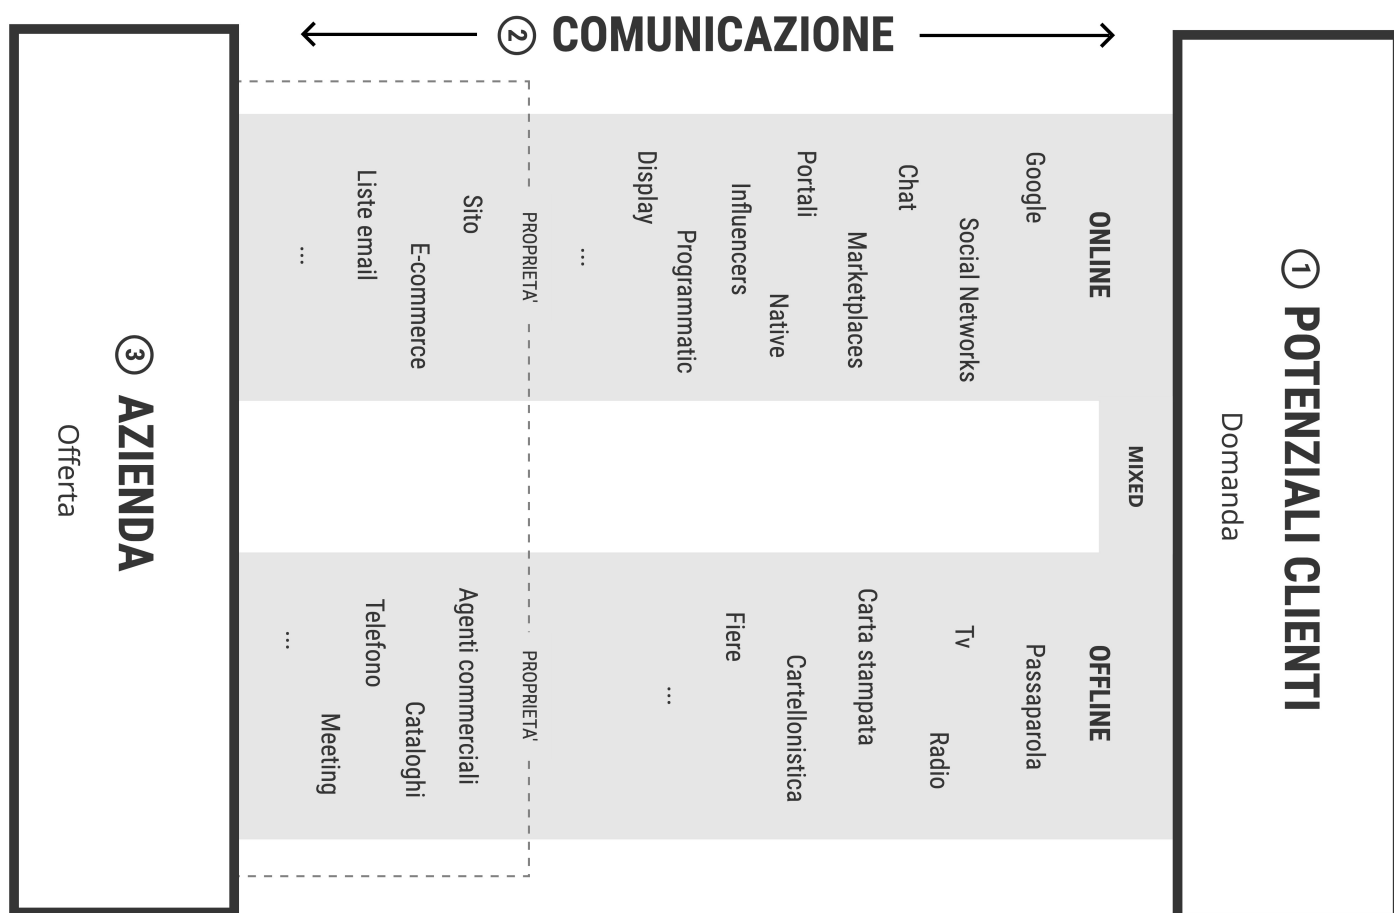 ② COMUNICAZIONE
① POTENZIALI CLIENTI
Domanda
MIXED
ONLINE
Google
Social Networks
Chat
Marketplaces
Portali
Native
Influencers
Programmatic
Display
...
PROPRIETA'
Sito
E-commerce
Liste email
...
OFFLINE
Passaparola
Tv
Radio
Carta stampata
Cartellonistica
Fiere
...
PROPRIETA'
Agenti commerciali
Cataloghi
Telefono
Meeting
...
③ AZIENDA
Offerta